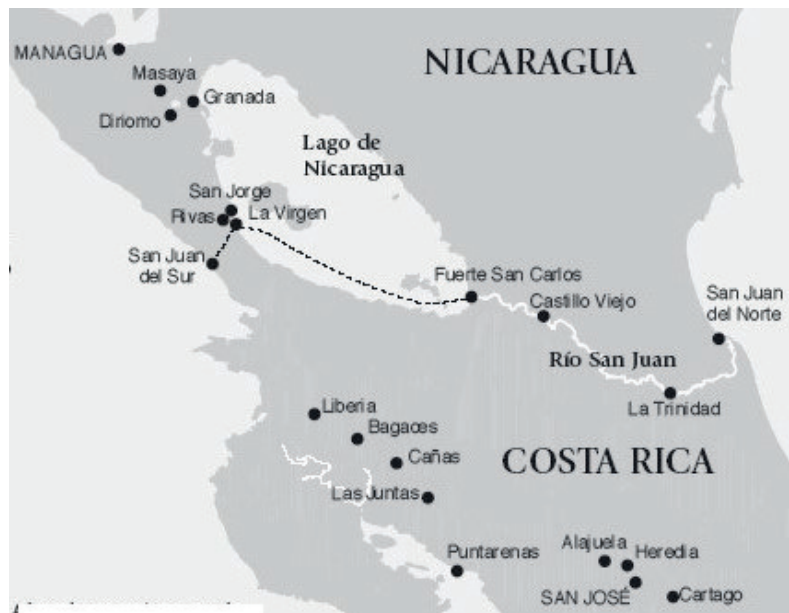 MANAGUA
NICARAGUA
Masaya
Granada
Diriomo
Lago de
Nicaragua
San Jorge
Rivas
La Virgen
San Juan
del Sur
Fuerte San Carlos
Castillo Viejo
San Juan
del Norte
Río San Juan
La Trinidad
Liberia
Bagaces
Cañas
COSTA RICA
Las Juntas
Puntarenas
Alajuela
Heredia
SAN JOSÉ
Cartago